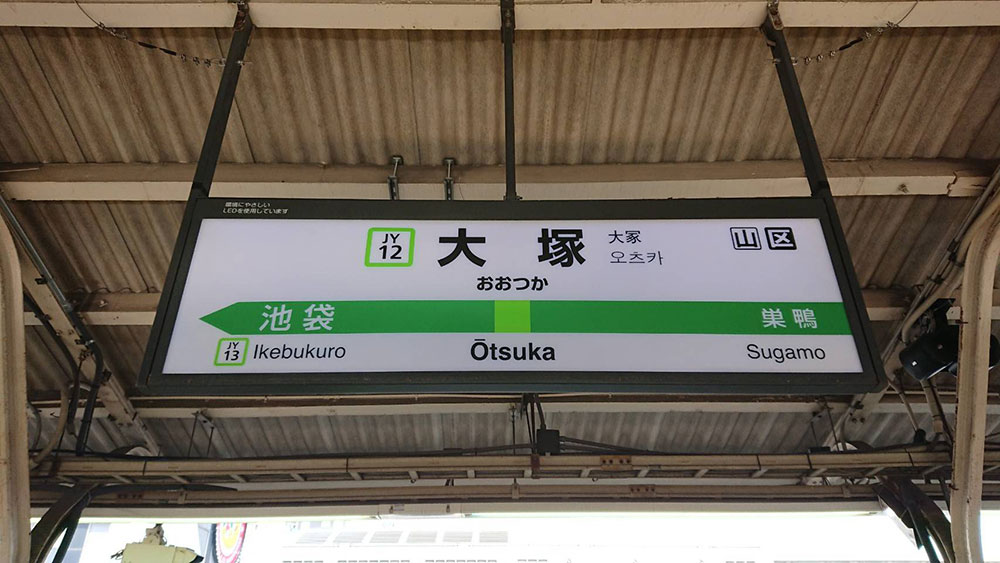 環境にやさしい
LEDを使用しています
JY
12
大塚
大冢
오츠카
山区
おおつか
池袋
巣鴨
JY
13
Ikebukuro
Ōtsuka
Sugamo